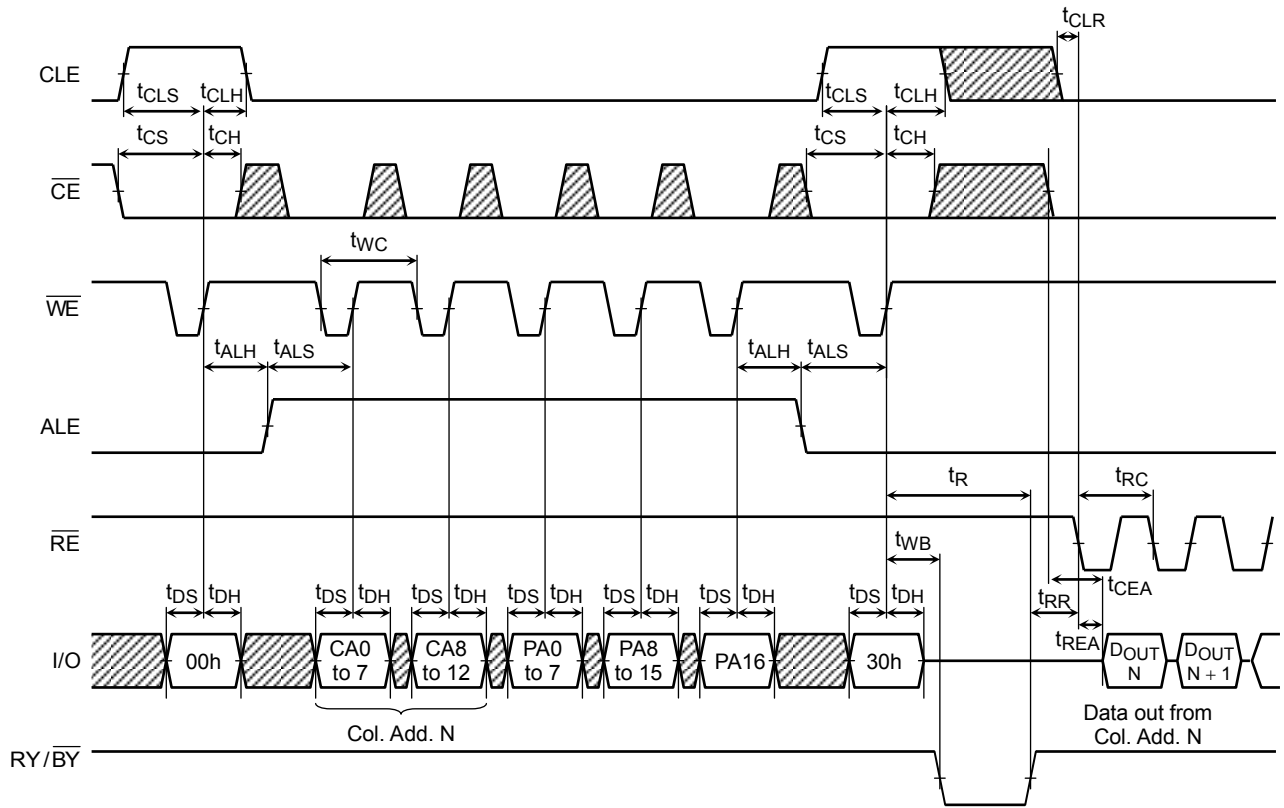 tCLR
CLE
tCLS tCLH tCLS tCLH
tCS tCH tCS tCH
CE
tWC
WE
tALH tALS tALH tALS
ALE
tR tRC
RE
tWB
tDS tDH tDS tDH tDS tDH tDS tDH tDS tDH tDS tDH tDS tDH tRR tCEA
tREA
I/O 00h CA0 to 7 CA8 to 12 PA0 to 7 PA8 to 15 PA16 30h DOUT N DOUT N + 1
Col. Add. N
Data out from
Col. Add. N
RY/BY